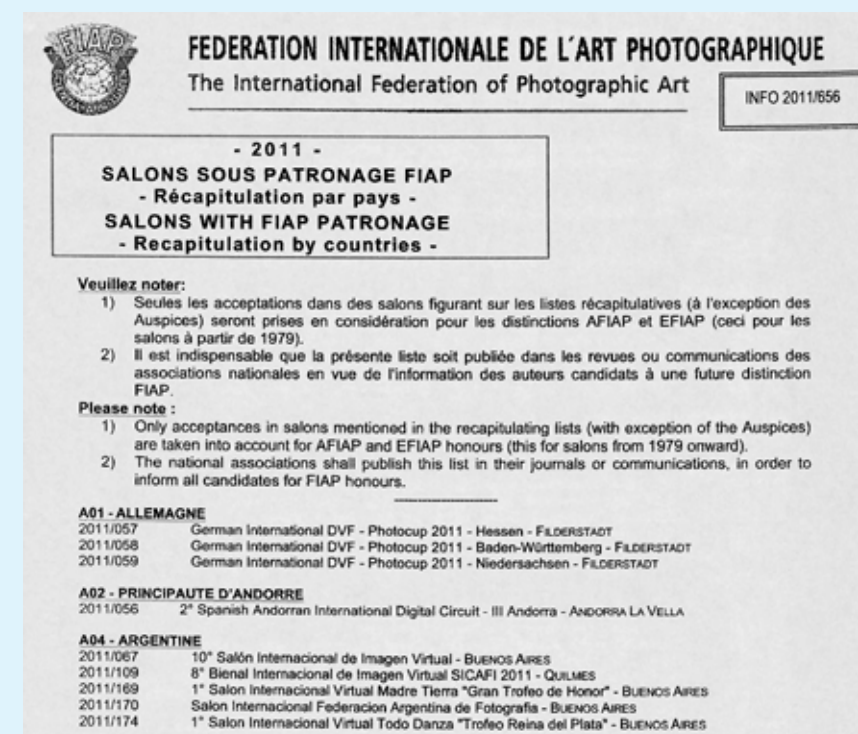 FIAP
FEDERATION INTERNATIONALE DE L´ART PHOTOGRAPHIQUE
The International Federation of Photographic Art
INFO 2011/656
- 2011 -
SALONS SOUS PATRONAGE FIAP
- Récapitulation par pays -
SALONS WITH FIAP PATRONAGE
- Recapitulation by countries -
Veuillez noter:
1) Seules les acceptations dans des salons figurant sur les listes récapitulatives (à l'exception des
Auspices) seront prises en considération pour les distinctions AFIAP et EFIAP (ceci pour les
salons à partir de 1979).
2) Il est indispensable que la présente liste soit publiée dans les revues ou communications des
associations nationales en vue de l'information des auteurs candidats à une future distinction
FIAP.
Please note :
1) Only acceptances in salons mentioned in the recapitulating lists (with exception of the Auspices)
are taken into account for AFIAP and EFIAP honours (this for salons from 1979 onward).
2) The national associations shall publish this list in their journals or communications, in order to
inform all candidates for FIAP honours.
A01 - ALLEMAGNE
2011/057 German International DVF - Photocup 2011 - Hessen - FILDERSTADT
2011/058 German International DVF - Photocup 2011 - Baden-Württemberg - FILDERSTADT
2011/059 German International DVF - Photocup 2011 - Niedersachsen - FILDERSTADT
A02 - PRINCIPAUTE D'ANDORRE
2011/056 2° Spanish Andorran International Digital Circuit - III Andorra - ANDORRA LA VELLA
A04 - ARGENTINE
2011/067 10° Salón Internacional de Imagen Virtual - BUENOS AIRES
2011/109 8° Bienal Internacional de Imagen Virtual SICAFI 2011 - QUILMES
2011/169 1° Salon Internacional Virtual Madre Tierra "Gran Trofeo de Honor" - BUENOS AIRES
2011/170 Salon Internacional Federacion Argentina de Fotografia - BUENOS AIRES
2011/174 1° Salon Internacional Virtual Todo Danza "Trofeo Reina del Plata" - BUENOS AIRES